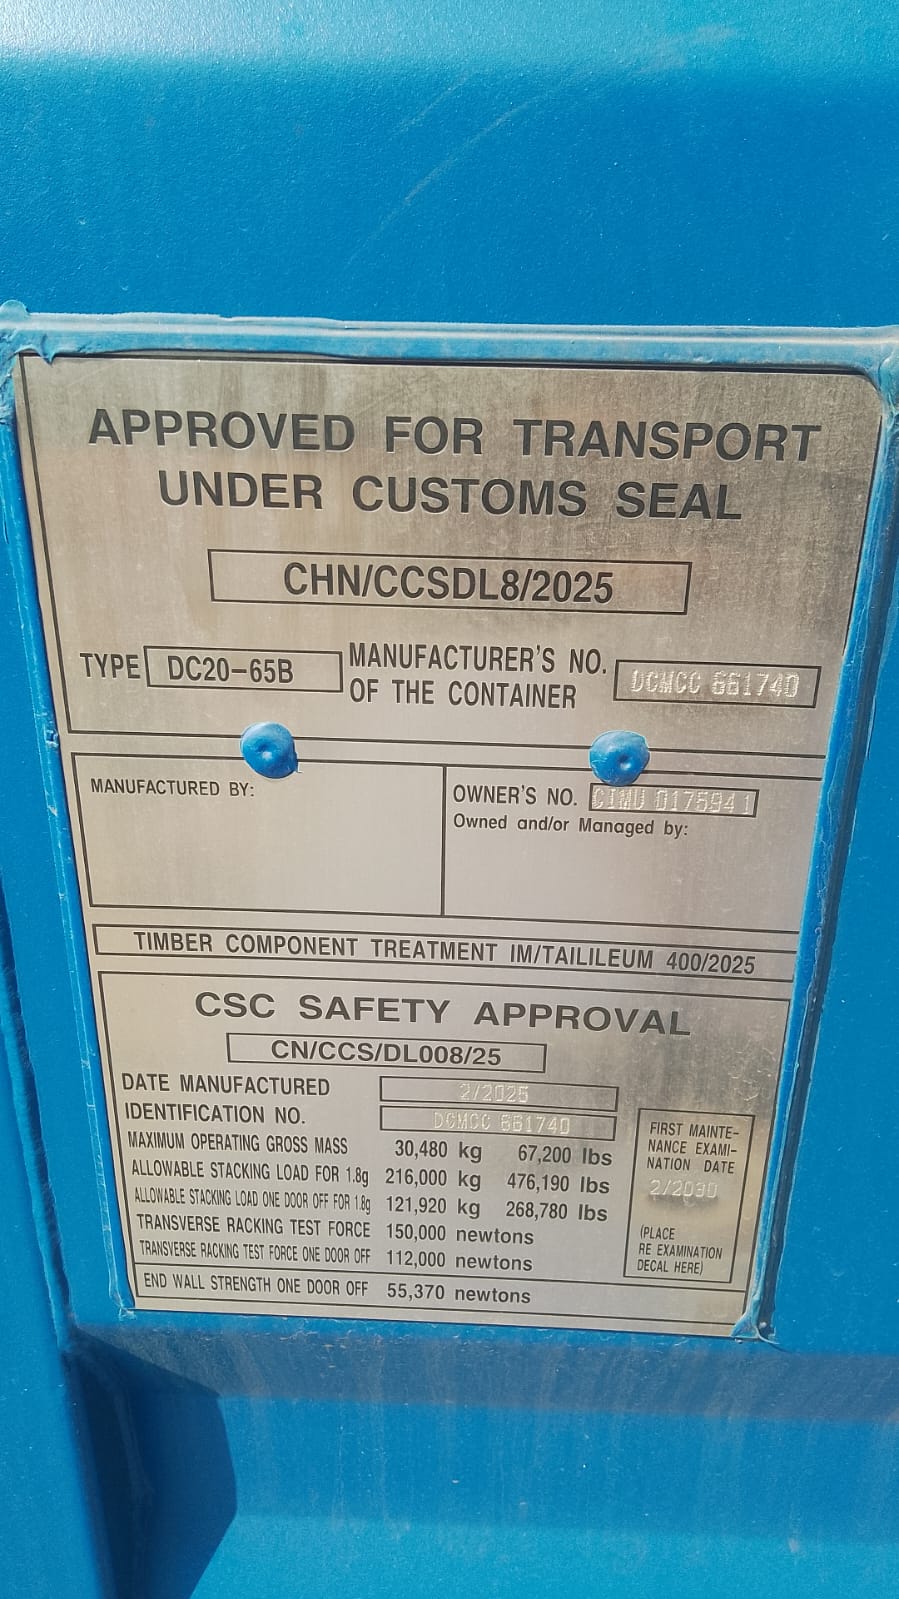 APPROVED FOR TRANSPORT
UNDER CUSTOMS SEAL
CHN/CCSDL8/2025
TYPE DC20-65B
MANUFACTURER'S NO.
OF THE CONTAINER
DCMCC 661740
MANUFACTURED BY:
OWNER'S NO. CIMU 0175941
Owned and/or Managed by:
TIMBER COMPONENT TREATMENT IM/TAILILEUM 400/2025
CSC SAFETY APPROVAL
CN/CCS/DL008/25
DATE MANUFACTURED 2/2025
IDENTIFICATION NO. DCMCC 661740
MAXIMUM OPERATING GROSS MASS 30,480 kg 67,200 lbs
ALLOWABLE STACKING LOAD FOR 1.8g 216,000 kg 476,190 lbs
ALLOWABLE STACKING LOAD ONE DOOR OFF FOR 1.8g 121,920 kg 268,780 lbs
TRANSVERSE RACKING TEST FORCE 150,000 newtons
TRANSVERSE RACKING TEST FORCE ONE DOOR OFF 112,000 newtons
END WALL STRENGTH ONE DOOR OFF 55,370 newtons
FIRST MAINTE-
NANCE EXAMI-
NATION DATE
2/2030
(PLACE
RE EXAMINATION
DECAL HERE)